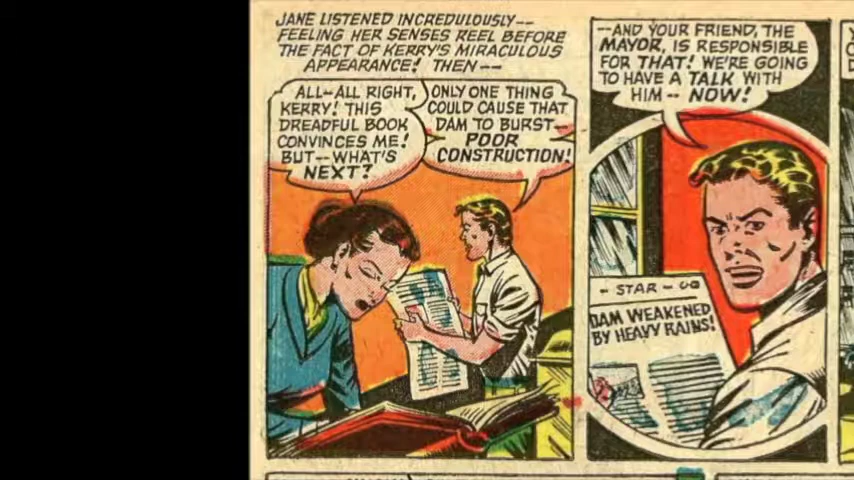 JANE LISTENED INCREDULOUSLY--
FEELING HER SENSES REEL BEFORE
THE FACT OF KERRY'S MIRACULOUS
APPEARANCE! THEN--
ALL-ALL RIGHT,
KERRY! THIS
DREADFUL BOOK
CONVINCES ME!
BUT--WHAT'S
NEXT?
ONLY ONE THING
COULD CAUSE THAT
DAM TO BURST--
POOR
CONSTRUCTION!
--AND YOUR FRIEND, THE
MAYOR, IS RESPONSIBLE
FOR THAT! WE'RE GOING
TO HAVE A TALK WITH
HIM-- NOW!
- STAR -
DAM WEAKENED
BY HEAVY RAINS!